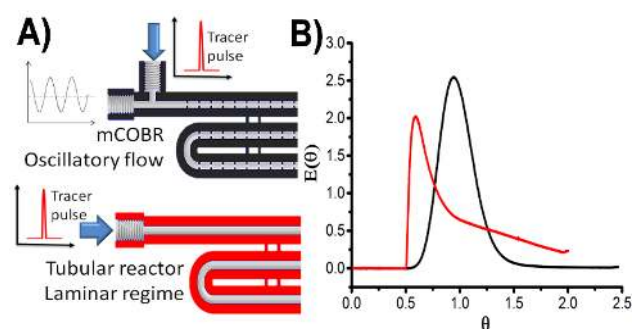 A)
Tracer
pulse
mCOBR
Oscillatory flow
Tracer
pulse
Tubular reactor
Laminar regime
B)
E(θ)
3.0
2.5
2.0
1.5
1.0
0.5
0.0
0.0 0.5 1.0 1.5 2.0 2.5
θ